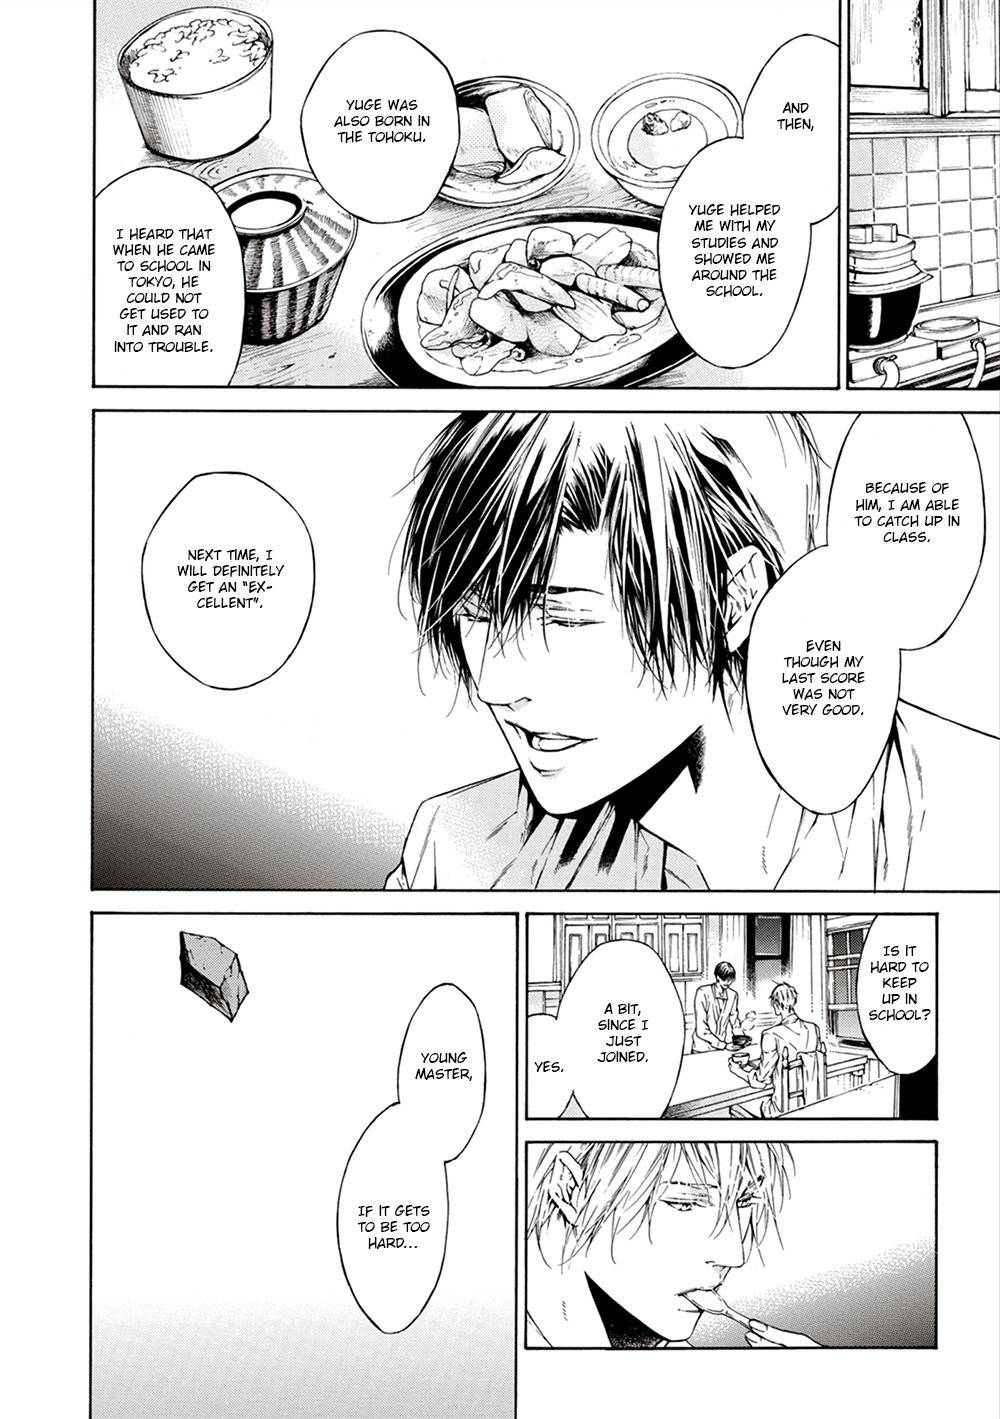 AND
THEN,
YUGE HELPED
ME WITH MY
STUDIES AND
SHOWED ME
AROUND THE
SCHOOL.
YUGE WAS
ALSO BORN IN
THE TOHOKU.
I HEARD THAT
WHEN HE CAME
TO SCHOOL IN
TOKYO, HE
COULD NOT
GET USED TO
IT AND RAN
INTO TROUBLE.
BECAUSE OF
HIM, I AM ABLE
TO CATCH UP IN
CLASS.
EVEN
THOUGH MY
LAST SCORE
WAS NOT
VERY GOOD.
NEXT TIME, I
WILL DEFINITELY
GET AN "EX-
CELLENT".
IS IT
HARD TO
KEEP
UP IN
SCHOOL?
A BIT,
SINCE I
JUST
JOINED.
YES.
YOUNG
MASTER,
IF IT GETS
TO BE TOO
HARD...